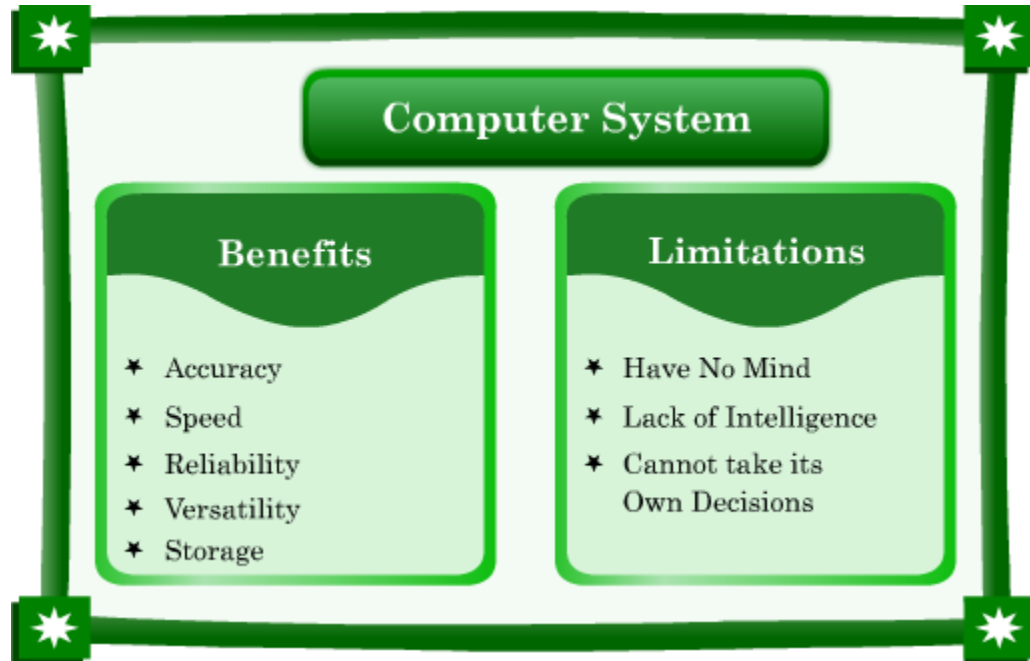 Computer System
Benefits
Accuracy
Speed
Reliability
Versatility
Storage
Limitations
Have No Mind
Lack of Intelligence
Cannot take its
Own Decisions